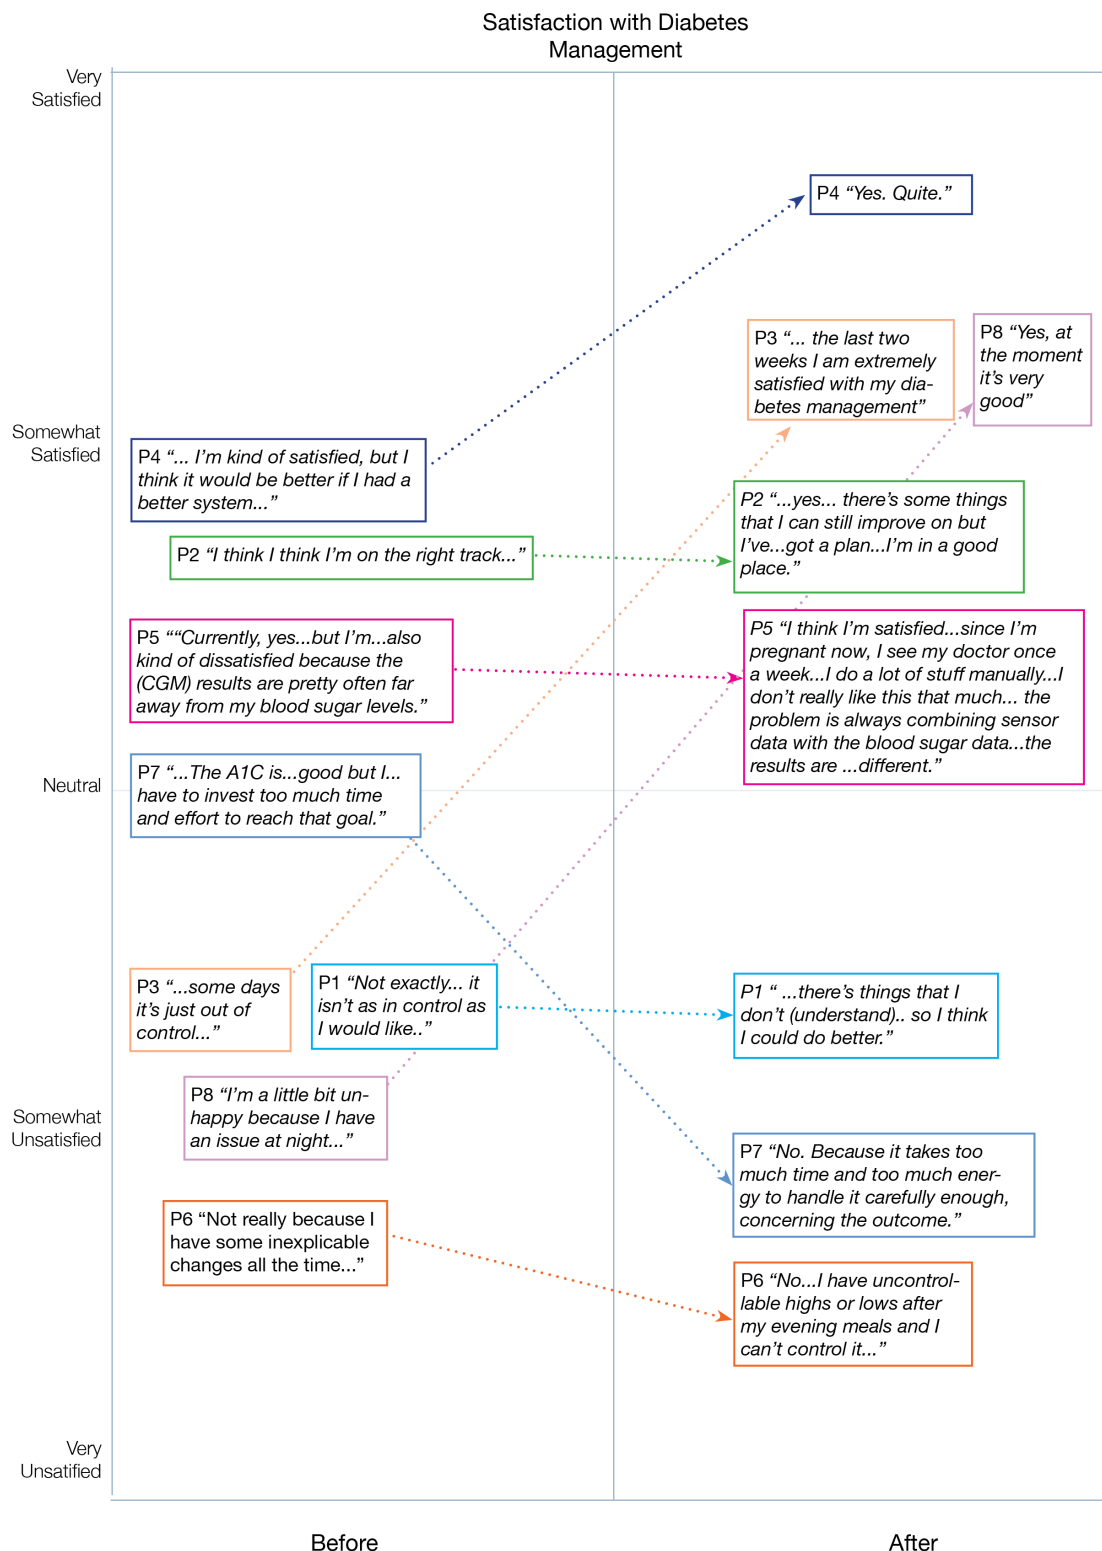 Satisfaction with Diabetes
Management
Very
Satisfied
P4 “Yes. Quite.”
P3 “... the last two
weeks I am extremely
satisfied with my dia-
betes management”
P8 “Yes, at
the moment
it’s very
good”
Somewhat
Satisfied
P4 “... I’m kind of satisfied, but I
think it would be better if I had a
better system...”
P2 “...yes... there’s some things
that I can still improve on but
I’ve...got a plan...I’m in a good
place.”
P2 “I think I think I’m on the right track...”
P5 ““Currently, yes...but I’m...also
kind of dissatisfied because the
(CGM) results are pretty often far
away from my blood sugar levels.”
P5 “I think I’m satisfied...since I’m
pregnant now, I see my doctor once
a week...I do a lot of stuff manually...I
don’t really like this that much... the
problem is always combining sensor
data with the blood sugar data...the
results are ...different.”
Neutral
P7 “...The A1C is...good but I...
have to invest too much time
and effort to reach that goal.”
P3 “...some days
it’s just out of
control...”
P1 “Not exactly... it
isn’t as in control as
I would like..”
P1 “ ...there’s things that I
don’t (understand).. so I think
I could do better.”
P8 “I’m a little bit un-
happy because I have
an issue at night...”
Somewhat
Unsatisfied
P7 “No. Because it takes too
much time and too much ener-
gy to handle it carefully enough,
concerning the outcome.”
P6 “Not really because I
have some inexplicable
changes all the time...”
P6 “No...I have uncontrol-
lable highs or lows after
my evening meals and I
can’t control it...”
Very
Unsatified
Before
After